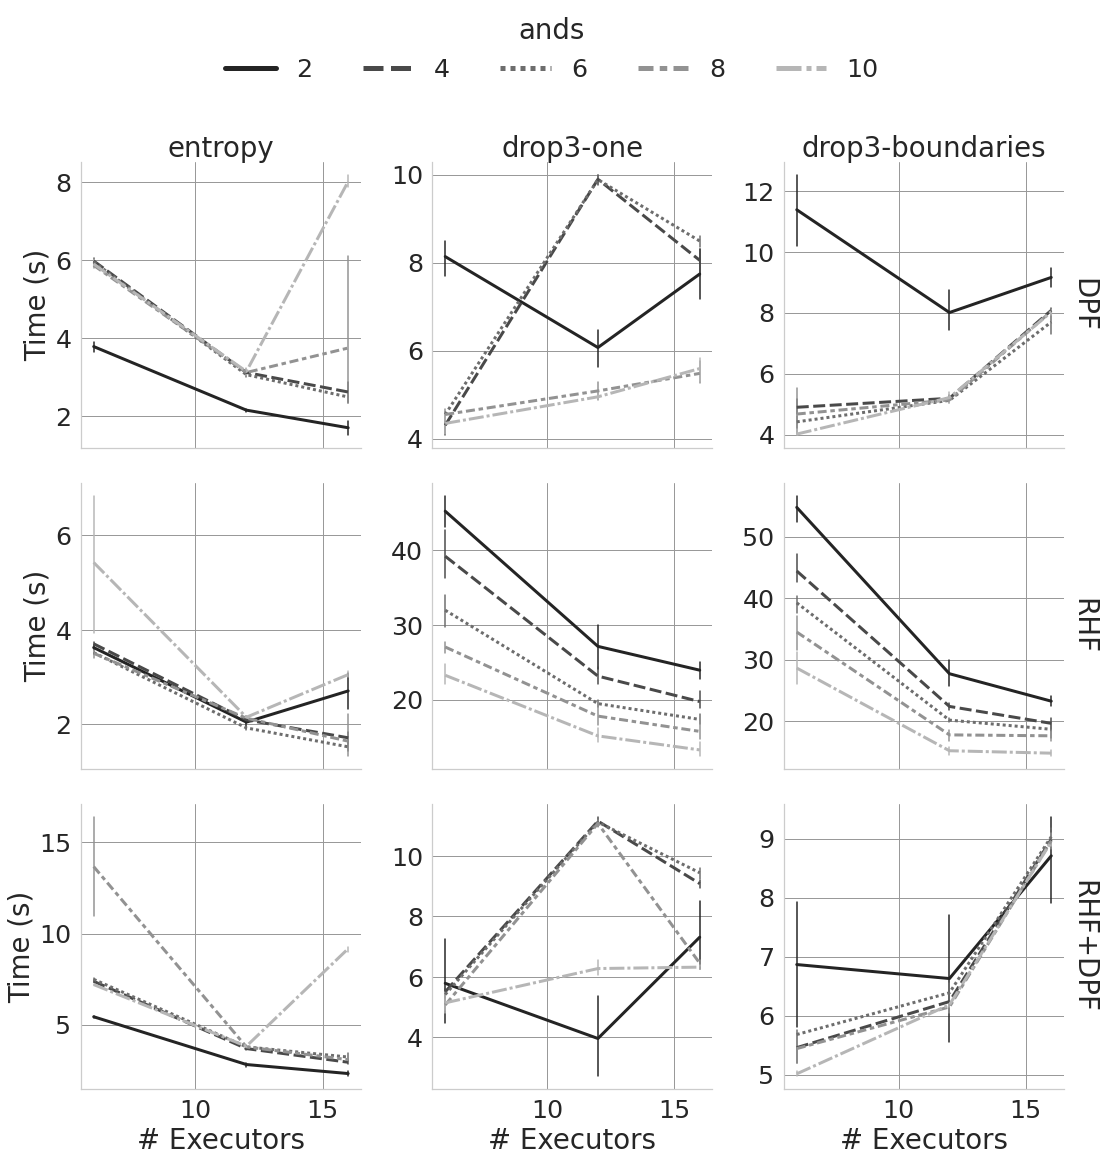 ands
2 4 6 8 10
entropy drop3-one drop3-boundaries
8 6 4 2 Time (s)
10 8 6 4
12 10 8 6 4 DPF
6 4 2 Time (s)
40 30 20
50 40 30 20 RHF
15 10 5 Time (s)
10 8 6 4
9 8 7 6 5 RHF+DPF
10 15 10 15 10 15
# Executors # Executors # Executors